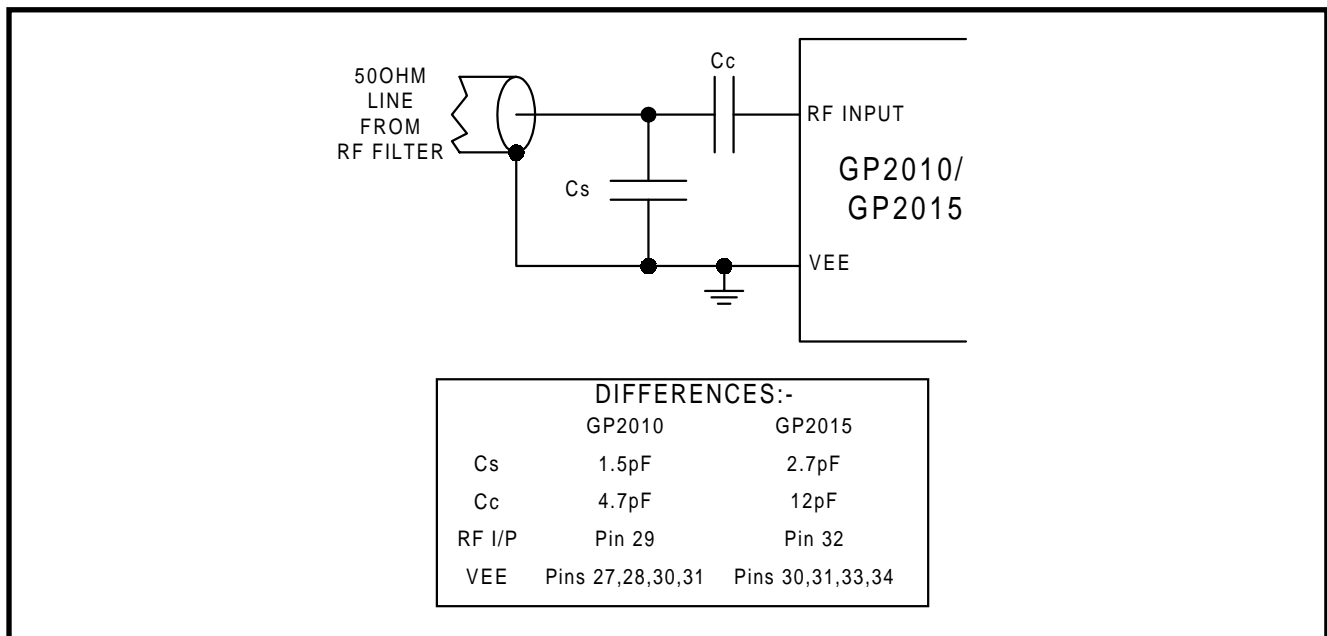 50OHM
LINE
FROM
RF FILTER
Cc
Cs
RF INPUT
GP2010/
GP2015
VEE
DIFFERENCES:-
GP2010 GP2015
Cs 1.5pF 2.7pF
Cc 4.7pF 12pF
RF I/P Pin 29 Pin 32
VEE Pins 27,28,30,31 Pins 30,31,33,34